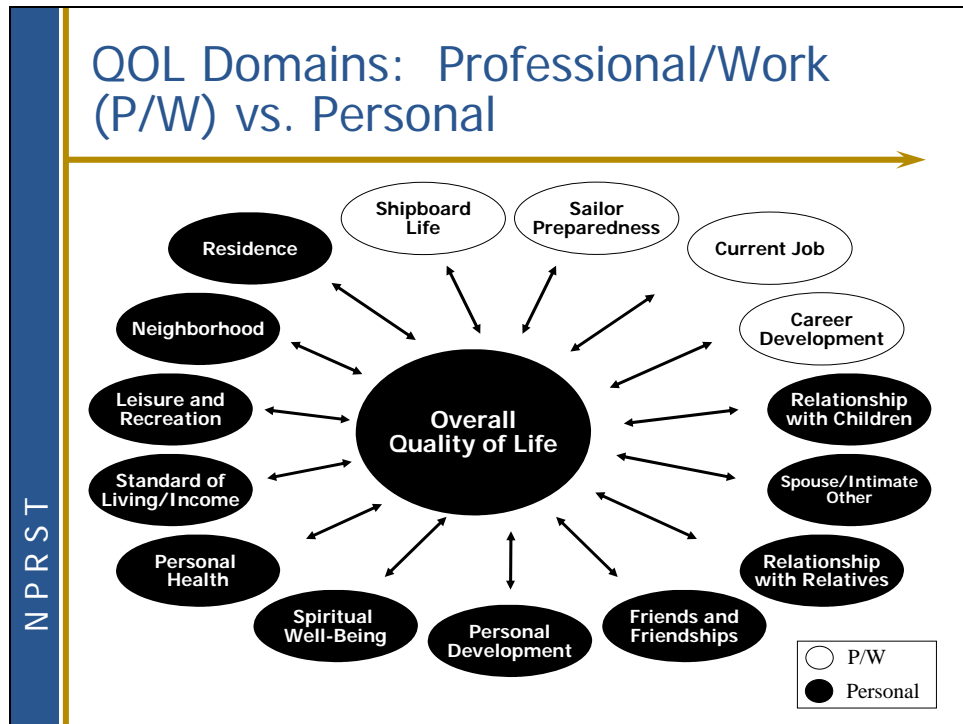 QOL Domains: Professional/Work
(P/W) vs. Personal
Shipboard
Life
Sailor
Preparedness
Residence
Current Job
Neighborhood
Career
Development
Leisure and
Recreation
Overall
Quality of Life
Relationship
with Children
Standard of
Living/Income
Spouse/Intimate
Other
Personal
Health
Relationship
with Relatives
Spiritual
Well-Being
Personal
Development
Friends and
Friendships
P/W
Personal
NPRST